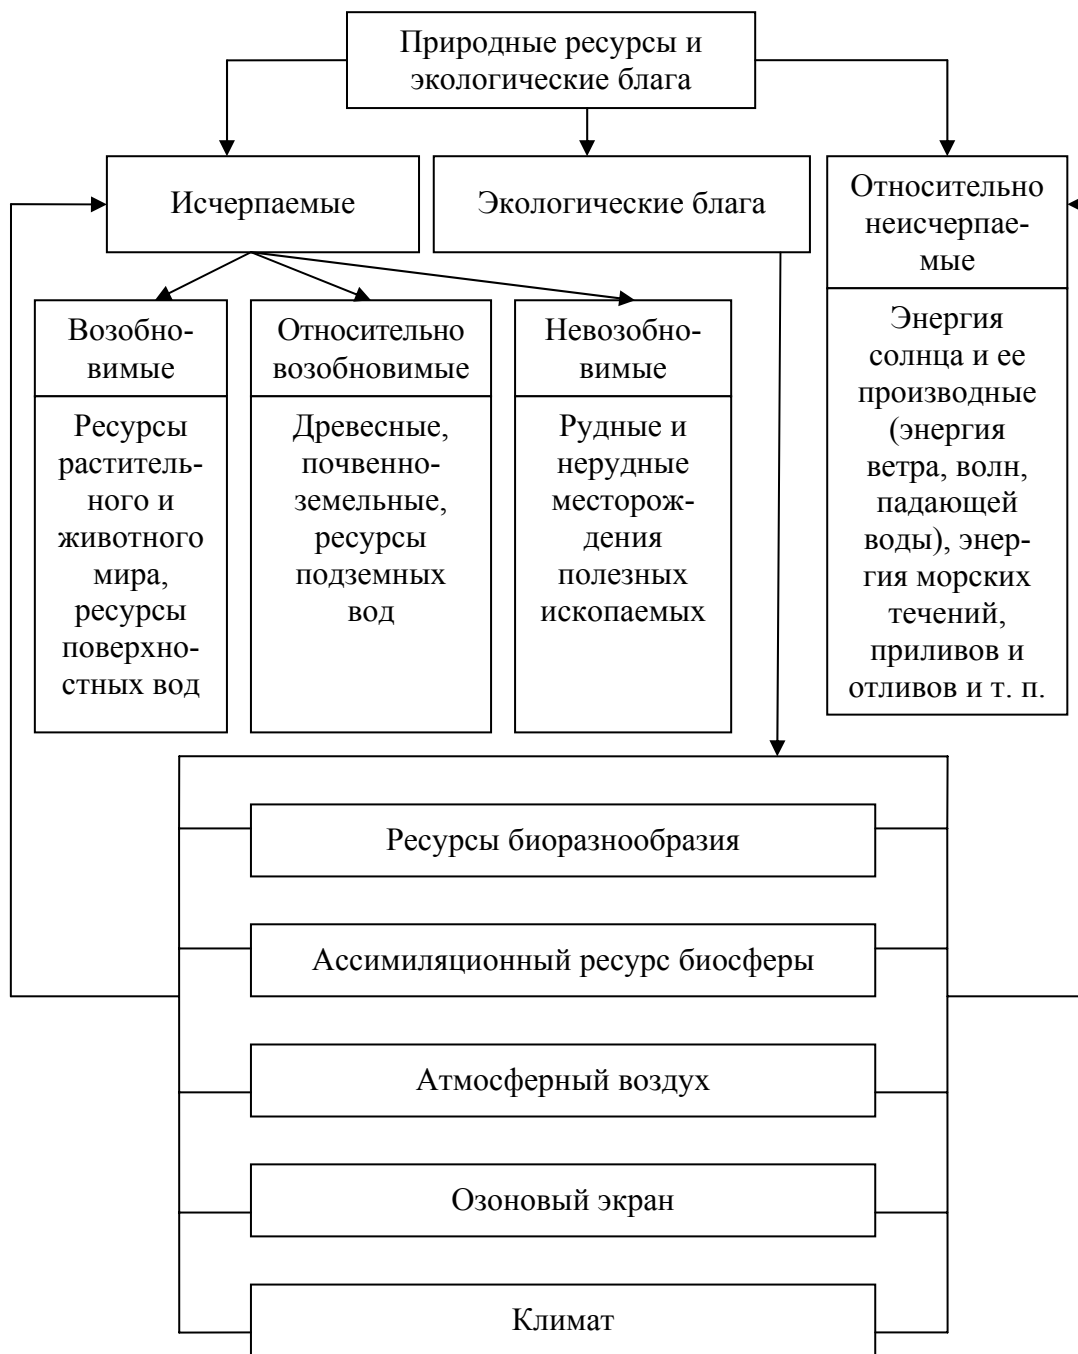 Природные ресурсы и
экологические блага
Исчерпаемые
Экологические блага
Относительно
неисчерпае-
мые
Энергия
солнца и ее
производные
(энергия
ветра, волн,
падающей
воды), энер-
гия морских
течений,
приливов и
отливов и т. п.
Возобно-
вимые
Ресурсы
раститель-
ного и
животного
мира,
ресурсы
поверхно-
стных вод
Относительно
возобновимые
Древесные,
почвенно-
земельные,
ресурсы
подземных
вод
Невозобно-
вимые
Рудные и
нерудные
месторож-
дения
полезных
ископаемых
Ресурсы биоразнообразия
Ассимиляционный ресурс биосферы
Атмосферный воздух
Озоновый экран
Климат